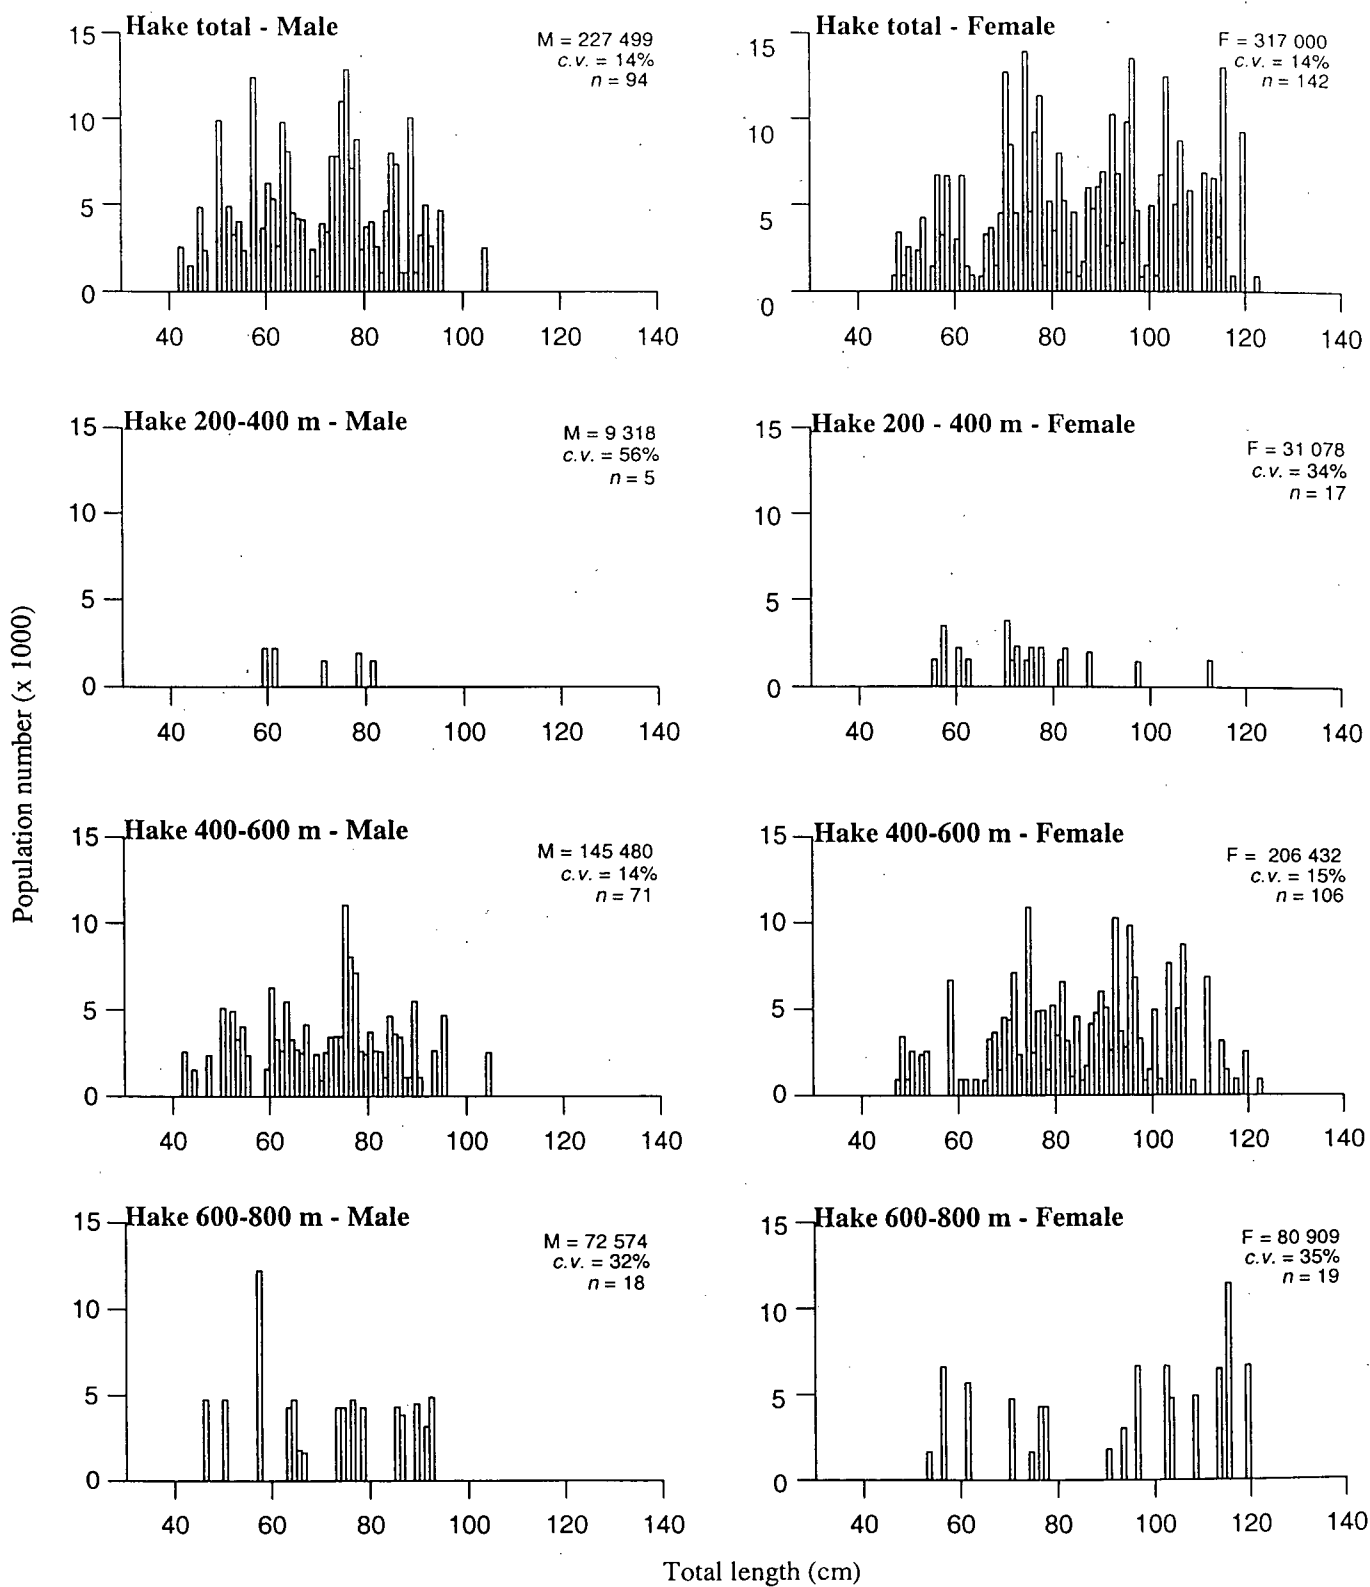 Hake total - Male
M = 227 499
c.v. = 14%
n = 94
15
10
5
0
40 60 80 100 120 140
Hake total - Female
F = 317 000
c.v. = 14%
n = 142
15
10
5
0
40 60 80 100 120 140
Hake 200-400 m - Male
M = 9 318
c.v. = 56%
n = 5
15
10
5
0
40 60 80 100 120 140
Hake 200 - 400 m - Female
F = 31 078
c.v. = 34%
n = 17
15
10
5
0
40 60 80 100 120 140
Population number (x 1000)
Hake 400-600 m - Male
M = 145 480
c.v. = 14%
n = 71
15
10
5
0
40 60 80 100 120 140
Hake 400-600 m - Female
F = 206 432
c.v. = 15%
n = 106
15
10
5
0
40 60 80 100 120 140
Hake 600-800 m - Male
M = 72 574
c.v. = 32%
n = 18
15
10
5
0
40 60 80 100 120 140
Hake 600-800 m - Female
F = 80 909
c.v. = 35%
n = 19
15
10
5
0
40 60 80 100 120 140
Total length (cm)